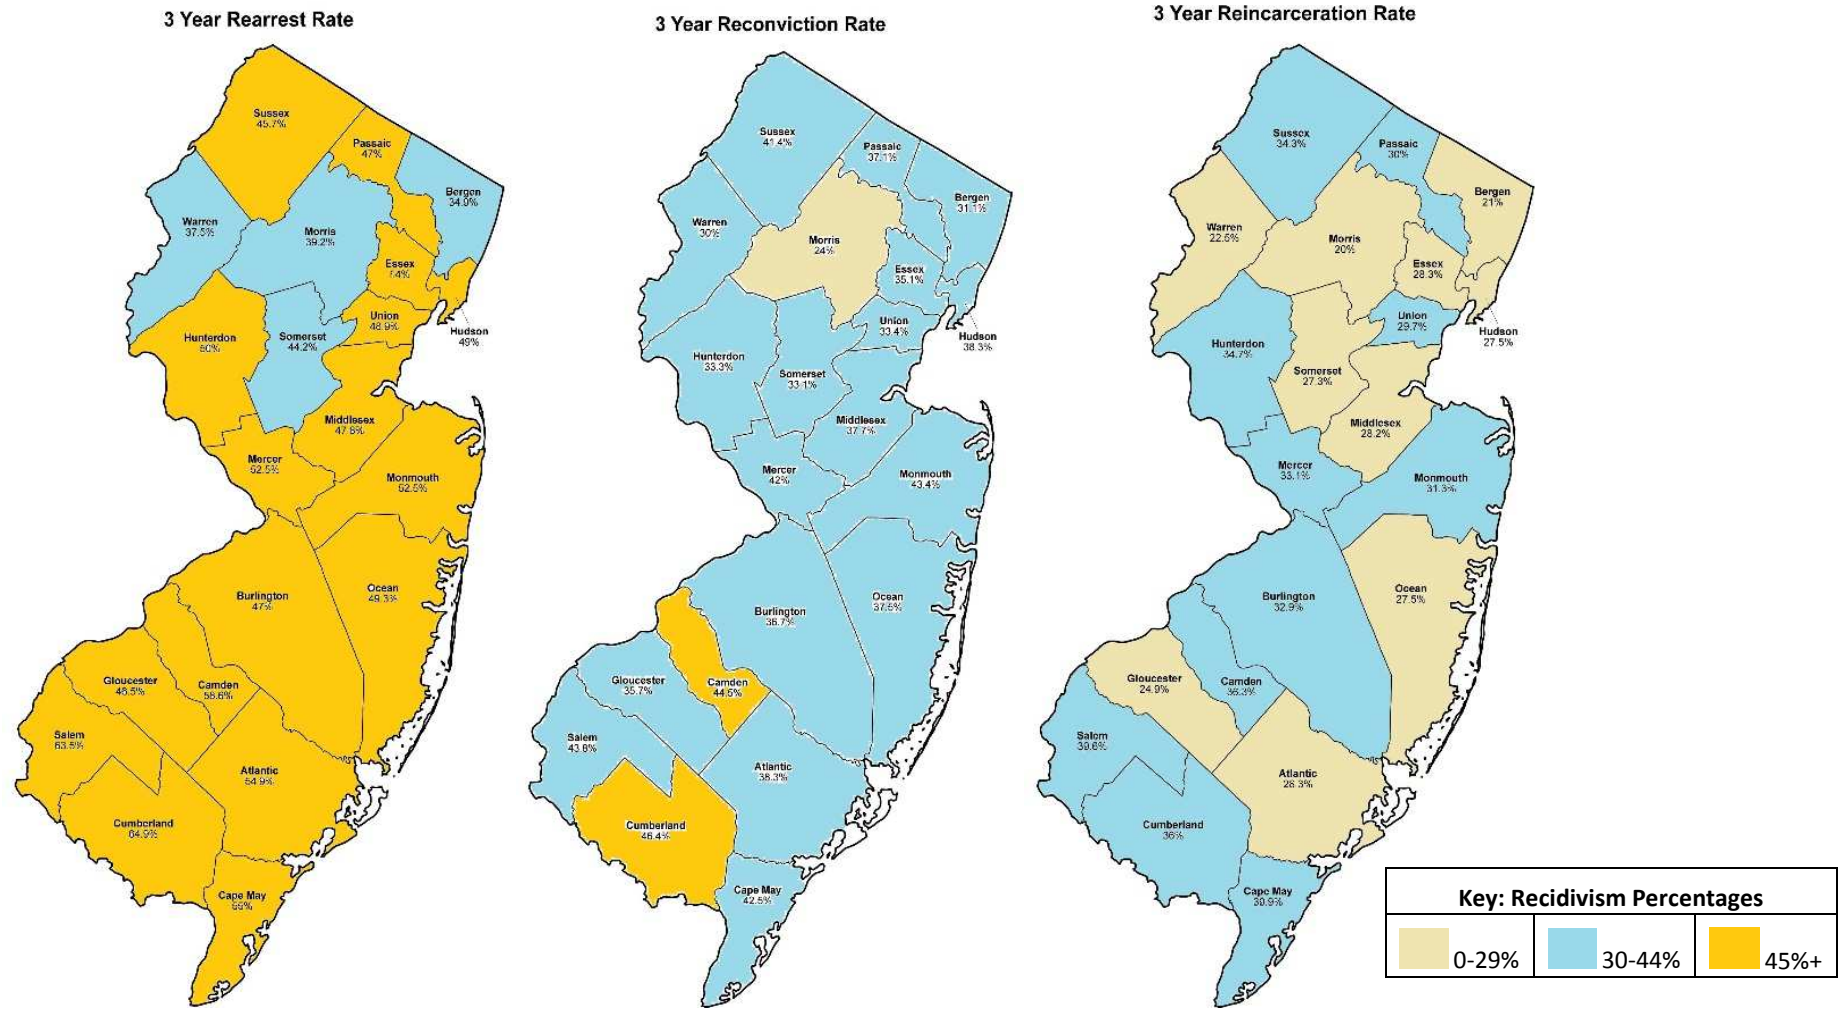 3 Year Rearrest Rate
Sussex
45.7%
Passaic
47%
Bergen
34.9%
Warren
37.5%
Morris
39.2%
Essex
54%
Union
48.9%
Hudson
49%
Hunterdon
50%
Somerset
44.2%
Middlesex
47.8%
Mercer
52.5%
Monmouth
52.5%
Ocean
49.3%
Burlington
47%
Gloucester
48.5%
Camden
58.6%
Salem
63.5%
Atlantic
54.9%
Cumberland
64.9%
Cape May
55%
3 Year Reconviction Rate
Sussex
41.4%
Passaic
37.1%
Bergen
31.1%
Warren
30%
Morris
24%
Essex
35.1%
Union
33.4%
Hudson
38.3%
Hunterdon
33.3%
Somerset
33.1%
Middlesex
37.7%
Mercer
42%
Monmouth
43.4%
Ocean
37.5%
Burlington
36.7%
Gloucester
35.7%
Camden
44.5%
Salem
43.8%
Atlantic
38.3%
Cumberland
46.4%
Cape May
42.5%
3 Year Reincarceration Rate
Sussex
34.3%
Passaic
30%
Bergen
21%
Warren
22.5%
Morris
20%
Essex
28.3%
Union
29.7%
Hudson
27.5%
Hunterdon
34.7%
Somerset
27.3%
Middlesex
28.2%
Mercer
33.1%
Monmouth
31.3%
Ocean
27.5%
Burlington
32.9%
Gloucester
24.9%
Camden
36.3%
Salem
39.6%
Atlantic
28.3%
Cumberland
36%
Cape May
30.9%
Key: Recidivism Percentages
0-29%
30-44%
45%+